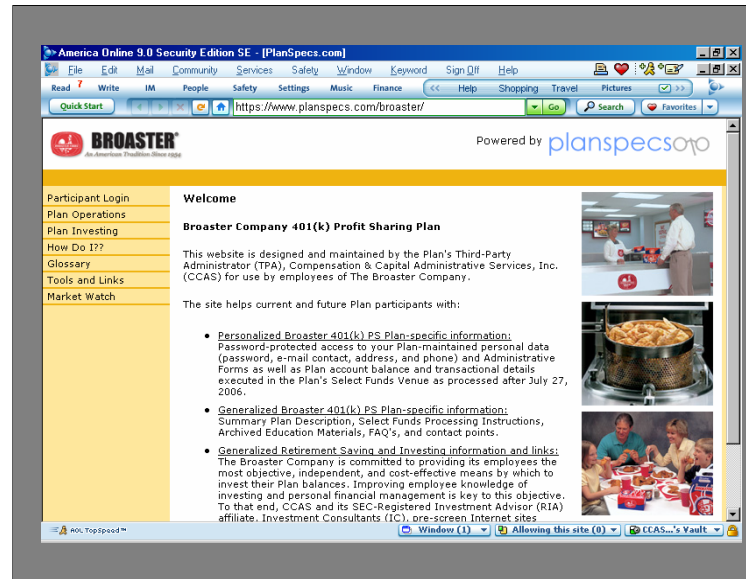 America Online 9.0 Security Edition SE - [PlanSpecs.com]
File Edit Mail Community Services Safety Window Keyword Sign Off Help
Read 7 Write IM People Safety Settings Music Finance << Help Shopping Travel Pictures >>
Quick Start https://www.planspecs.com/broaster/ Go Search Favorites
BROASTER®
An American Tradition Since 1954
Powered by planspecs
Participant Login
Plan Operations
Plan Investing
How Do I??
Glossary
Tools and Links
Market Watch
Welcome
Broaster Company 401(k) Profit Sharing Plan
This website is designed and maintained by the Plan's Third-Party
Administrator (TPA), Compensation & Capital Administrative Services, Inc.
(CCAS) for use by employees of The Broaster Company.
The site helps current and future Plan participants with:
• Personalized Broaster 401(k) PS Plan-specific information:
Password-protected access to your Plan-maintained personal data
(password, e-mail contact, address, and phone) and Administrative
Forms as well as Plan account balance and transactional details
executed in the Plan's Select Funds Venue as processed after July 27,
2006.
• Generalized Broaster 401(k) PS Plan-specific information:
Summary Plan Description, Select Funds Processing Instructions,
Archived Education Materials, FAQ's, and contact points.
• Generalized Retirement Saving and Investing information and links:
The Broaster Company is committed to providing its employees the
most objective, independent, and cost-effective means by which to
invest their Plan balances. Improving employee knowledge of
investing and personal financial management is key to this objective.
To that end, CCAS and its SEC-Registered Investment Advisor (RIA)
affiliate, Investment Consultants (IC), pre-screen Internet sites
AOL TopSpeed™ Window (1) Allowing this site (0) CCAS...'s Vault